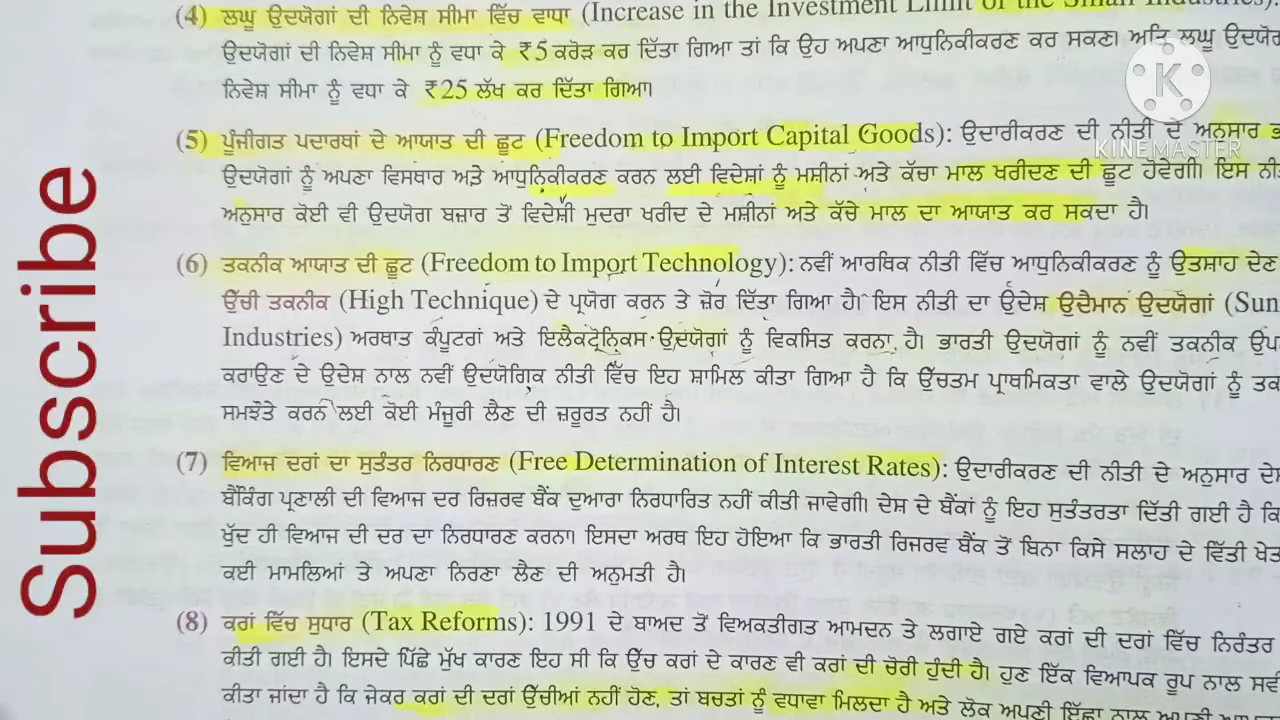 (4) ਲਘੂ ਉਦਯੋਗਾਂ ਦੀ ਨਿਵੇਸ਼ ਸੀਮਾ ਵਿੱਚ ਵਾਧਾ (Increase in the Investment Limit of the Small Industries):
ਉਦਯੋਗਾਂ ਦੀ ਨਿਵੇਸ਼ ਸੀਮਾ ਨੂੰ ਵਧਾ ਕੇ ₹5 ਕਰੋੜ ਕਰ ਦਿੱਤਾ ਗਿਆ ਤਾਂ ਕਿ ਉਹ ਅਪਣਾ ਆਧੁਨਿਕੀਕਰਣ ਕਰ ਸਕਣ। ਅਤਿ ਲਘੂ
ਨਿਵੇਸ਼ ਸੀਮਾ ਨੂੰ ਵਧਾ ਕੇ ₹25 ਲੱਖ ਕਰ ਦਿੱਤਾ ਗਿਆ।
K
KINEMASTER
(5) ਪੂੰਜੀਗਤ ਪਦਾਰਥਾਂ ਦੇ ਆਯਾਤ ਦੀ ਛੂਟ (Freedom to Import Capital Goods): ਉਦਾਰੀਕਰਣ ਦੀ ਨੀਤੀ ਦੇ ਅਨੁਸਾਰ
ਉਦਯੋਗਾਂ ਨੂੰ ਅਪਣਾ ਵਿਸਥਾਰ ਅਤੇ ਆਧੁਨਿਕੀਕਰਣ ਕਰਨ ਲਈ ਵਿਦੇਸ਼ਾਂ ਨੂੰ ਮਸ਼ੀਨਾਂ ਅਤੇ ਕੱਚਾ ਮਾਲ ਖਰੀਦਣ ਦੀ ਛੂਟ ਹੋਵੇਗੀ। ਇਸ
ਅਨੁਸਾਰ ਕੋਈ ਵੀ ਉਦਯੋਗ ਬਜ਼ਾਰ ਤੋਂ ਵਿਦੇਸ਼ੀ ਮੁਦਰਾ ਖਰੀਦ ਦੇ ਮਸ਼ੀਨਾਂ ਅਤੇ ਕੱਚੇ ਮਾਲ ਦਾ ਆਯਾਤ ਕਰ ਸਕਦਾ ਹੈ।
(6) ਤਕਨੀਕ ਆਯਾਤ ਦੀ ਛੂਟ (Freedom to Import Technology): ਨਵੀਂ ਆਰਥਿਕ ਨੀਤੀ ਵਿੱਚ ਆਧੁਨਿਕੀਕਰਣ ਨੂੰ ਉਤਸ਼ਾਹ ਦੇਣ
ਉੱਚੀ ਤਕਨੀਕ (High Technique) ਦੇ ਪ੍ਰਯੋਗ ਕਰਨ ਤੇ ਜ਼ੋਰ ਦਿੱਤਾ ਗਿਆ ਹੈ। ਇਸ ਨੀਤੀ ਦਾ ਉਦੇਸ਼ ਉਦੈਮਾਨ ਉਦਯੋਗਾਂ (Sun
Industries) ਅਰਥਾਤ ਕੰਪੂਟਰਾਂ ਅਤੇ ਇਲੈਕਟ੍ਰੋਨਿਕਸ ਉਦਯੋਗਾਂ ਨੂੰ ਵਿਕਸਿਤ ਕਰਨਾ ਹੈ। ਭਾਰਤੀ ਉਦਯੋਗਾਂ ਨੂੰ ਨਵੀਂ ਤਕਨੀਕ
ਕਰਾਉਣ ਦੇ ਉਦੇਸ਼ ਨਾਲ ਨਵੀਂ ਉਦਯੋਗਿਕ ਨੀਤੀ ਵਿੱਚ ਇਹ ਸ਼ਾਮਿਲ ਕੀਤਾ ਗਿਆ ਹੈ ਕਿ ਉੱਚਤਮ ਪ੍ਰਾਥਮਿਕਤਾ ਵਾਲੇ ਉਦਯੋਗਾਂ ਨੂੰ
ਸਮਝੌਤੇ ਕਰਨ ਲਈ ਕੋਈ ਮੰਜੂਰੀ ਲੈਣ ਦੀ ਜ਼ਰੂਰਤ ਨਹੀਂ ਹੈ।
(7) ਵਿਆਜ ਦਰਾਂ ਦਾ ਸੁਤੰਤਰ ਨਿਰਧਾਰਣ (Free Determination of Interest Rates): ਉਦਾਰੀਕਰਣ ਦੀ ਨੀਤੀ ਦੇ ਅਨੁਸਾਰ
ਬੈਂਕਿੰਗ ਪ੍ਰਣਾਲੀ ਦੀ ਵਿਆਜ ਦਰ ਰਿਜ਼ਰਵ ਬੈਂਕ ਦੁਆਰਾ ਨਿਰਧਾਰਿਤ ਨਹੀਂ ਕੀਤੀ ਜਾਵੇਗੀ। ਦੇਸ਼ ਦੇ ਬੈਂਕਾਂ ਨੂੰ ਇਹ ਸੁਤੰਤਰਤਾ ਦਿੱਤੀ ਗਈ ਹੈ ਕਿ
ਖੁੱਦ ਹੀ ਵਿਆਜ ਦੀ ਦਰ ਦਾ ਨਿਰਧਾਰਣ ਕਰਨਾ। ਇਸਦਾ ਅਰਥ ਇਹ ਹੋਇਆ ਕਿ ਭਾਰਤੀ ਰਿਜਰਵ ਬੈਂਕ ਤੋਂ ਬਿਨਾ ਕਿਸੇ ਸਲਾਹ ਦੇ ਵਿੱਤੀ
ਕਈ ਮਾਮਲਿਆਂ ਤੇ ਅਪਣਾ ਨਿਰਣਾ ਲੈਣ ਦੀ ਅਨੁਮਤੀ ਹੈ।
(8) ਕਰਾਂ ਵਿੱਚ ਸੁਧਾਰ (Tax Reforms): 1991 ਦੇ ਬਾਅਦ ਤੋਂ ਵਿਅਕਤੀਗਤ ਆਮਦਨ ਤੇ ਲਗਾਏ ਗਏ ਕਰਾਂ ਦੀ ਦਰਾਂ ਵਿੱਚ ਨਿਰੰਤਰ
ਕੀਤੀ ਗਈ ਹੈ। ਇਸਦੇ ਪਿੱਛੇ ਮੁੱਖ ਕਾਰਣ ਇਹ ਸੀ ਕਿ ਉੱਚ ਕਰਾਂ ਦੇ ਕਾਰਣ ਵੀ ਕਰਾਂ ਦੀ ਚੋਰੀ ਹੁੰਦੀ ਹੈ। ਹੁਣ ਇੱਕ ਵਿਆਪਕ ਰੂਪ ਨਾਲ
ਕੀਤਾ ਜਾਂਦਾ ਹੈ ਕਿ ਜੇਕਰ ਕਰਾਂ ਦੀ ਦਰਾਂ ਉੱਚੀਆਂ ਨਹੀਂ ਹੋਣ, ਤਾਂ ਬਚਤਾਂ ਨੂੰ ਵਧਾਵਾ ਮਿਲਦਾ ਹੈ ਅਤੇ ਲੋਕ ਅਪਣੀ ਇੱਛਾ ਨਾਲ ਅਪਣੀ
Subscribe